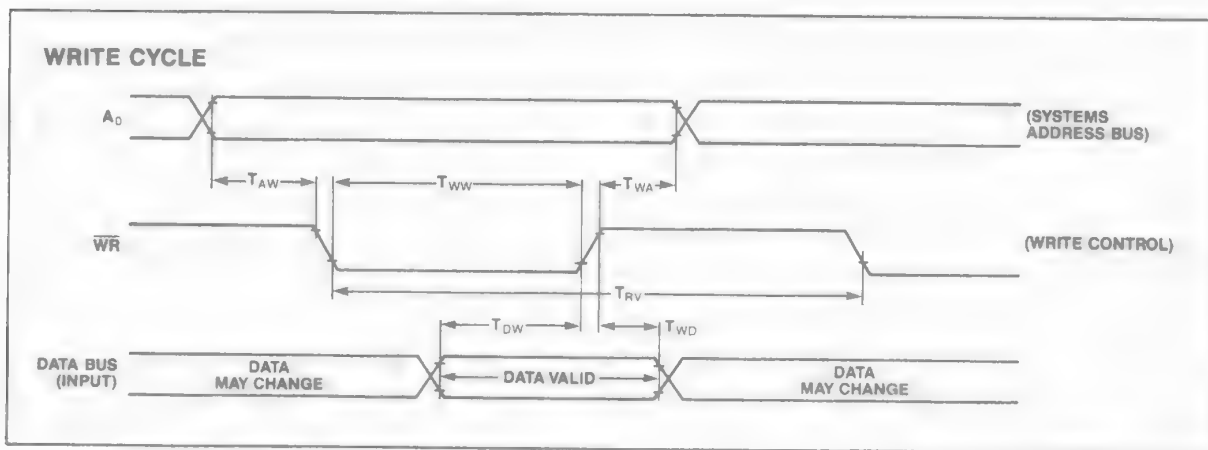 WRITE CYCLE
A0
(SYSTEMS
ADDRESS BUS)
TAW
TWW
TWA
WR
(WRITE CONTROL)
TRV
TDW
TWD
DATA BUS
(INPUT)
DATA
MAY CHANGE
DATA VALID
DATA
MAY CHANGE